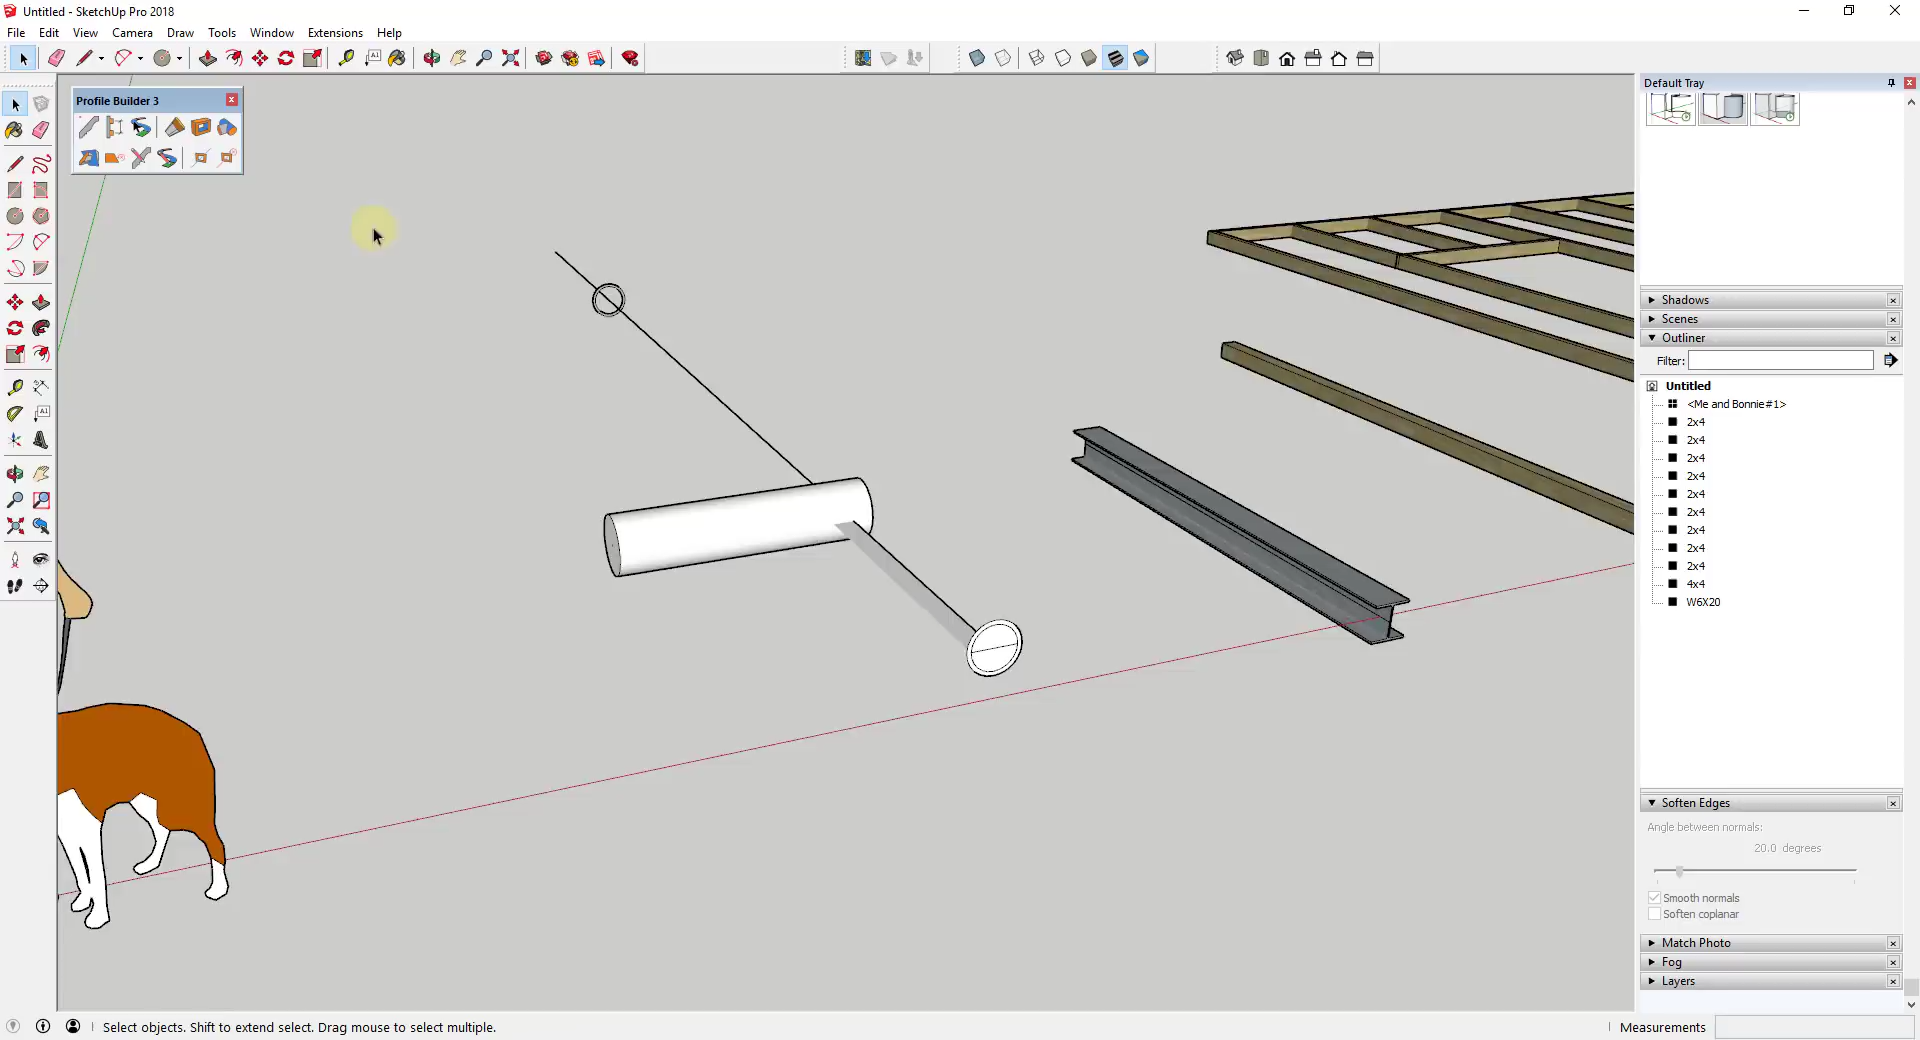 Untitled - SketchUp Pro 2018
File Edit View Camera Draw Tools Window Extensions Help
Default Tray
Profile Builder 3
Shadows
Scenes
Outliner
Filter:
Untitled
<Me and Bonnie#1>
2x4
2x4
2x4
2x4
2x4
2x4
2x4
2x4
2x4
4x4
W6X20
Soften Edges
Angle between normals:
20.0 degrees
Smooth normals
Soften coplanar
Match Photo
Fog
Layers
Select objects. Shift to extend select. Drag mouse to select multiple.
Measurements